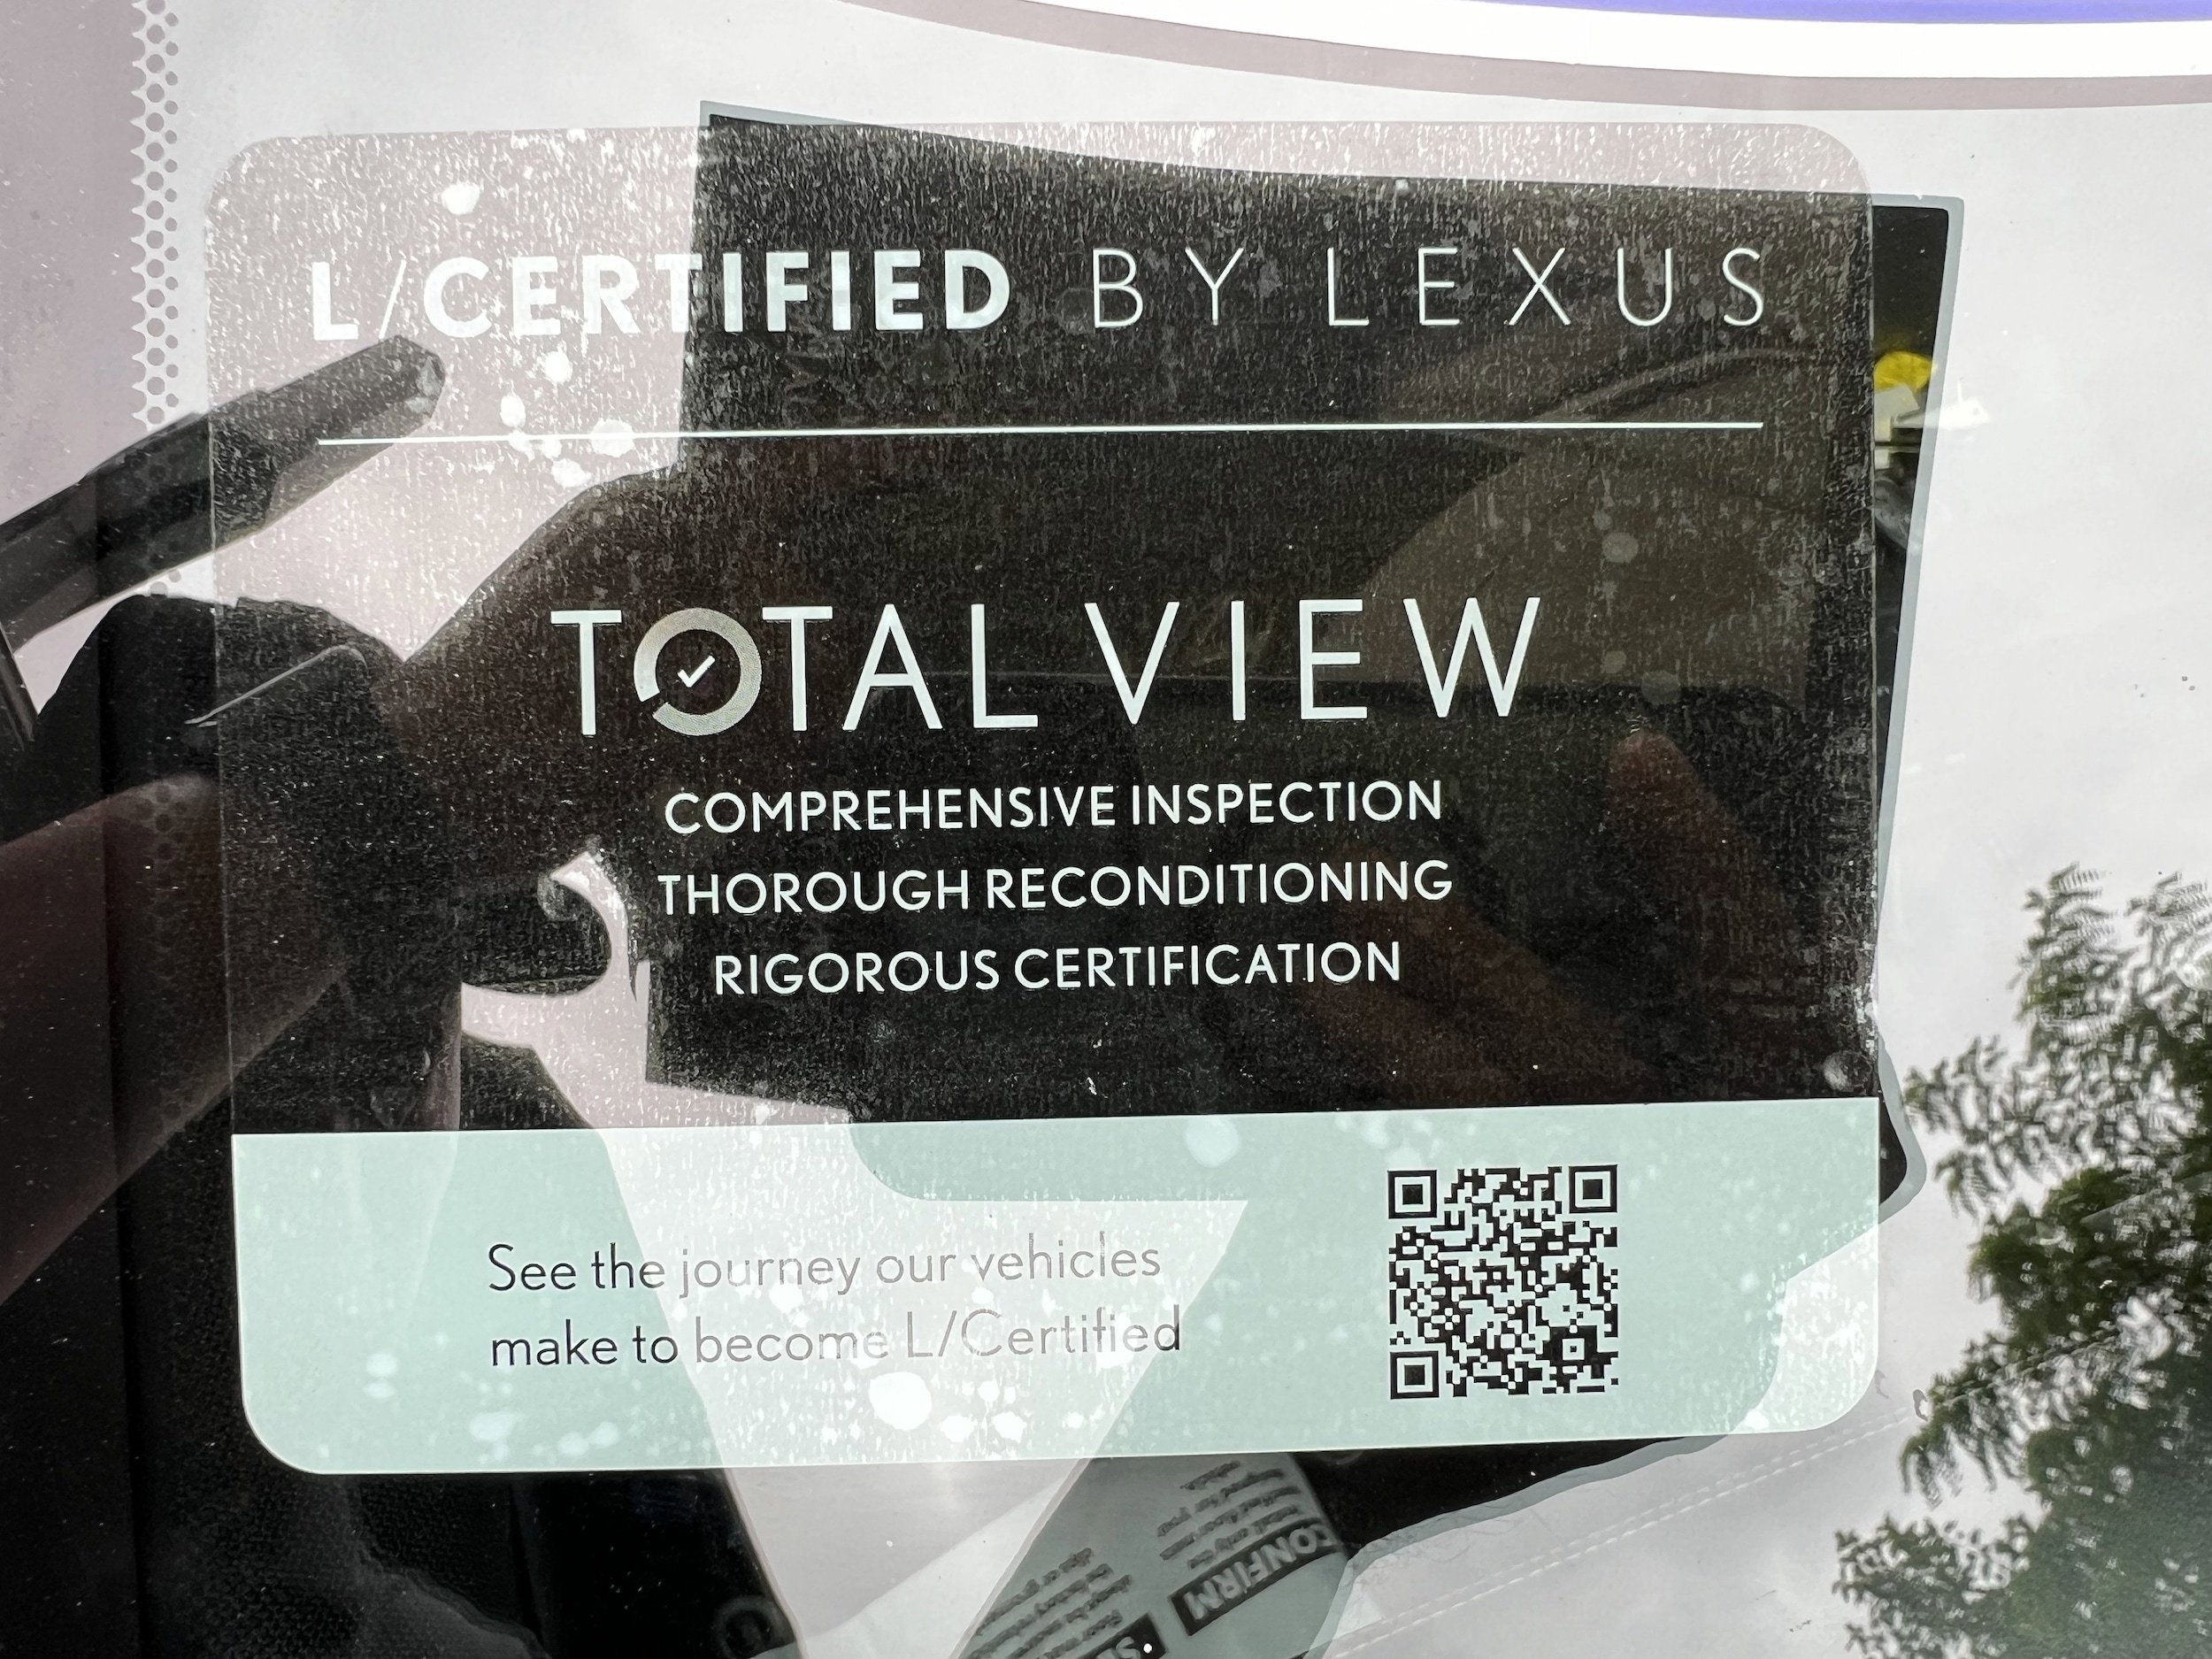 L/CERTIFIED BY LEXUS
TOTAL VIEW
COMPREHENSIVE INSPECTION
THOROUGH RECONDITIONING
RIGOROUS CERTIFICATION
See the journey our vehicles
make to become L/Certified
CONFIRM